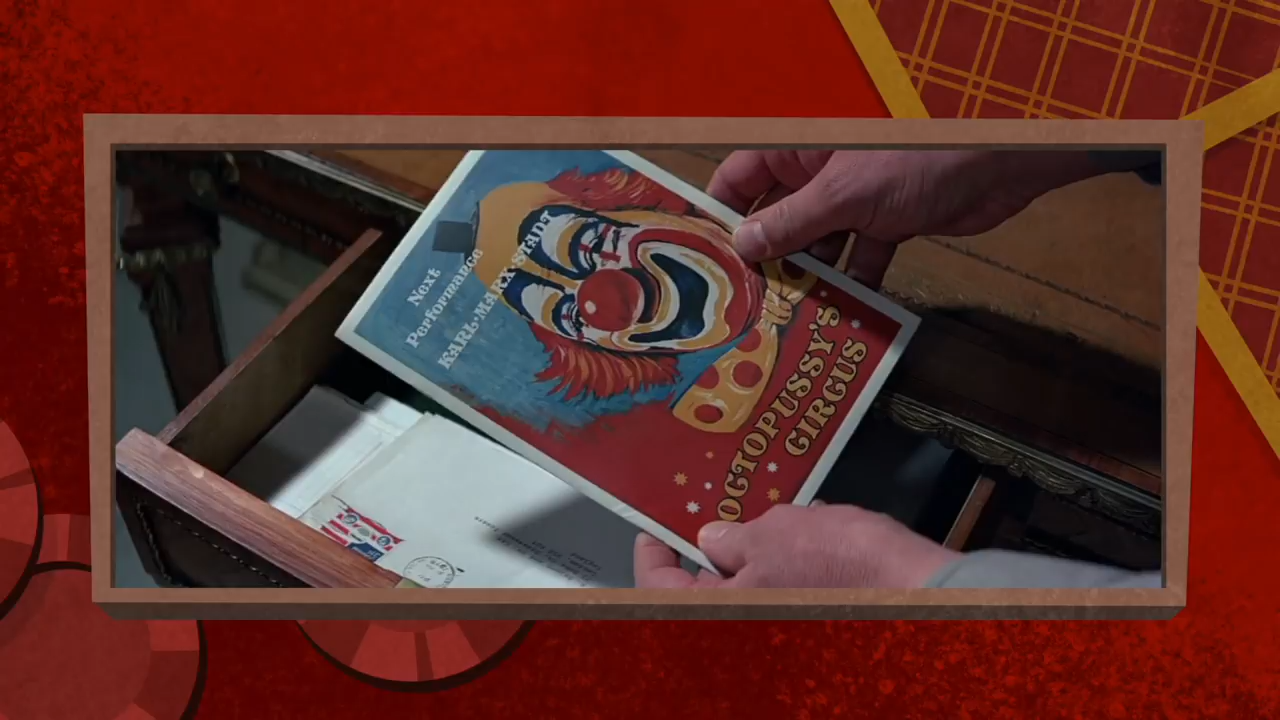 Next
Performance
KARL-MARX-STADT
OCTOPUSSY'S
CIRCUS